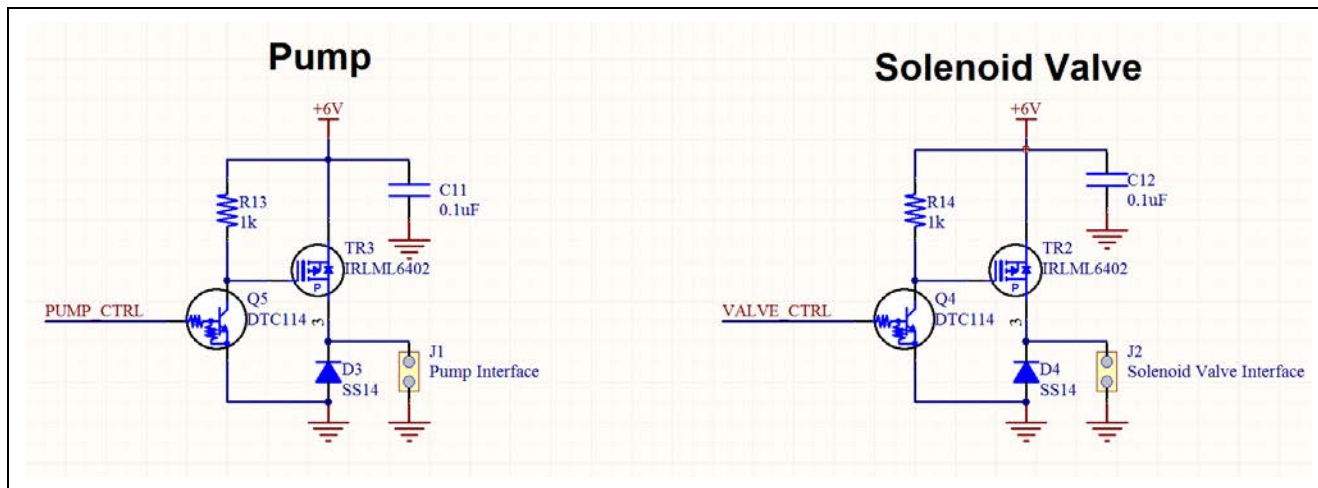 Pump
+6V
R13
1k
C11
0.1uF
TR3
IRLML6402
P
PUMP_CTRL
Q5
DTC114
3
J1
Pump Interface
D3
SS14
Solenoid Valve
+6V
R14
1k
C12
0.1uF
TR2
IRLML6402
P
VALVE_CTRL
Q4
DTC114
3
J2
Solenoid Valve Interface
D4
SS14